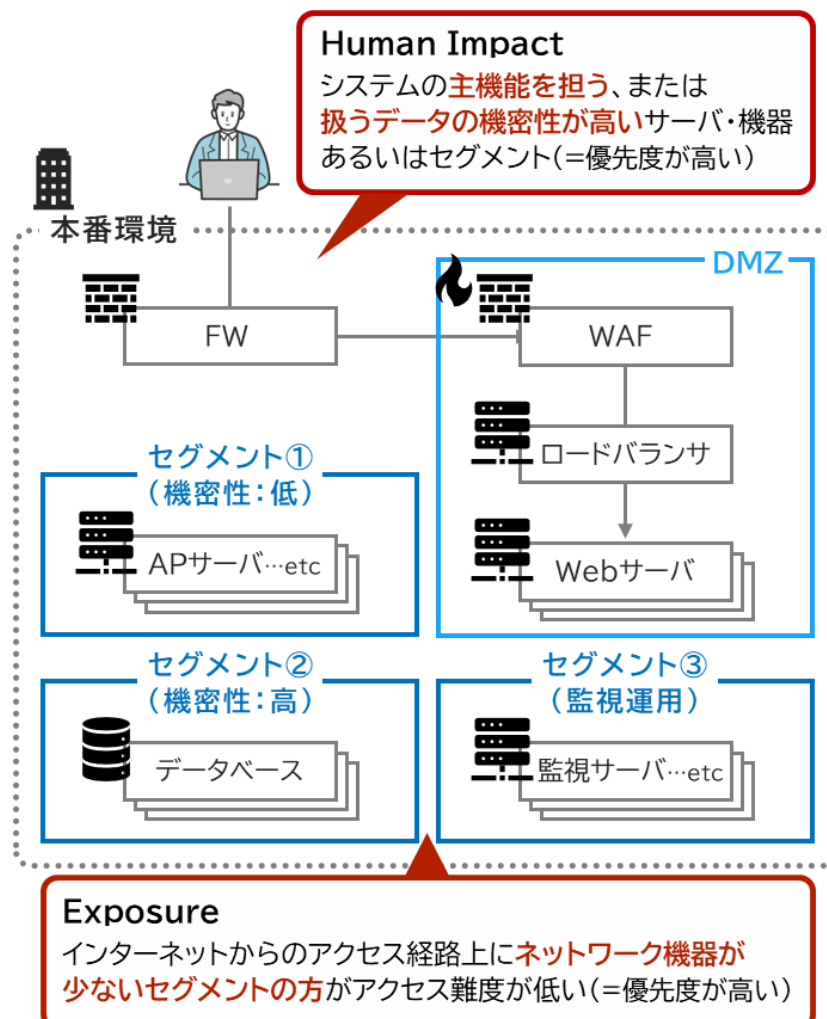 Human Impact
システムの主機能を担う、または
扱うデータの機密性が高いサーバ・機器
あるいはセグメント(=優先度が高い)
本番環境
DMZ
FW
WAF
ロードバランサ
Webサーバ
セグメント①
(機密性:低)
APサーバ…etc
セグメント②
(機密性:高)
データベース
セグメント③
(監視運用)
監視サーバ…etc
Exposure
インターネットからのアクセス経路上にネットワーク機器が
少ないセグメントの方がアクセス難度が低い(=優先度が高い)